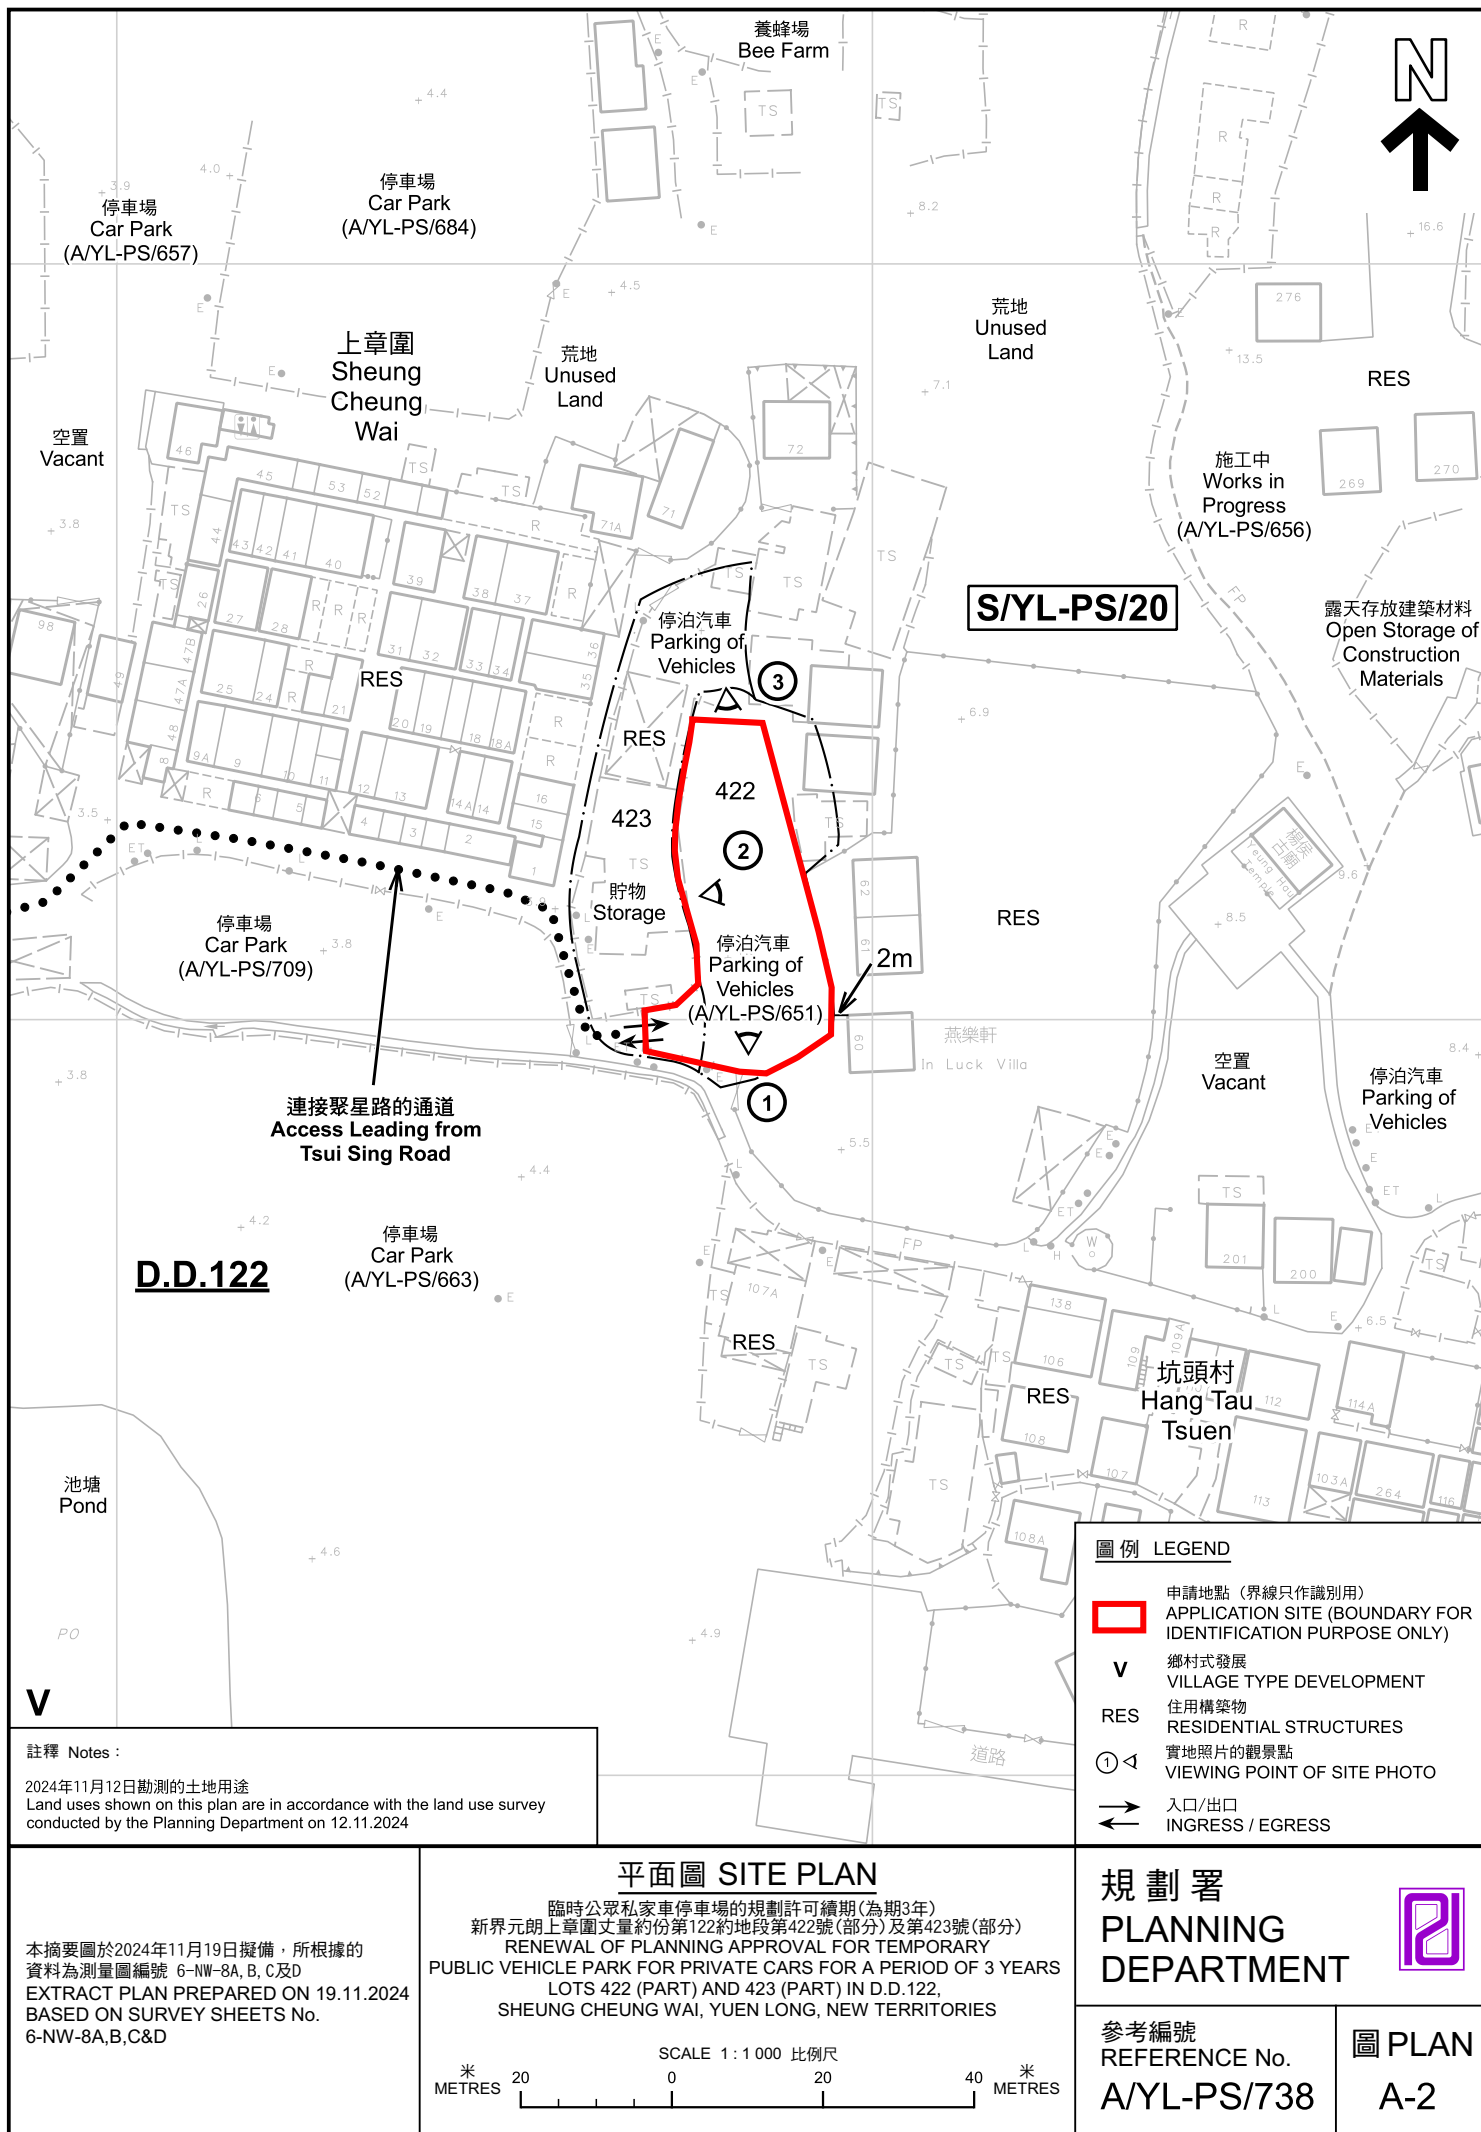 養蜂場
Bee Farm
N
停車場
Car Park
(A/YL-PS/657)
停車場
Car Park
(A/YL-PS/684)
荒地
Unused
Land
荒地
Unused
Land
上章圍
Sheung
Cheung
Wai
空置
Vacant
RES
施工中
Works in
Progress
(A/YL-PS/656)
S/YL-PS/20
露天存放建築材料
Open Storage of
Construction
Materials
停泊汽車
Parking of
Vehicles
3
RES
RES
422
423
2
貯物
Storage
停泊汽車
Parking of
Vehicles
(A/YL-PS/651)
2m
RES
楊侯
古廟
Yeung Hau
Temple
停車場
Car Park
(A/YL-PS/709)
燕樂軒
In Luck Villa
1
連接聚星路的通道
Access Leading from
Tsui Sing Road
空置
Vacant
停泊汽車
Parking of
Vehicles
停車場
Car Park
(A/YL-PS/663)
D.D.122
RES
RES
坑頭村
Hang Tau
Tsuen
池塘
Pond
PO
V
道路
圖例 LEGEND
申請地點（界線只作識別用）
APPLICATION SITE (BOUNDARY FOR
IDENTIFICATION PURPOSE ONLY)
V
鄉村式發展
VILLAGE TYPE DEVELOPMENT
RES
住用構築物
RESIDENTIAL STRUCTURES
1
實地照片的觀景點
VIEWING POINT OF SITE PHOTO
入口/出口
INGRESS / EGRESS
註釋 Notes :
2024年11月12日勘測的土地用途
Land uses shown on this plan are in accordance with the land use survey
conducted by the Planning Department on 12.11.2024
本摘要圖於2024年11月19日擬備，所根據的
資料為測量圖編號 6-NW-8A,B,C及D
EXTRACT PLAN PREPARED ON 19.11.2024
BASED ON SURVEY SHEETS No.
6-NW-8A,B,C&D
平面圖 SITE PLAN
臨時公眾私家車停車場的規劃許可續期(為期3年)
新界元朗上章圍丈量約份第122約地段第422號(部分)及第423號(部分)
RENEWAL OF PLANNING APPROVAL FOR TEMPORARY
PUBLIC VEHICLE PARK FOR PRIVATE CARS FOR A PERIOD OF 3 YEARS
LOTS 422 (PART) AND 423 (PART) IN D.D.122,
SHEUNG CHEUNG WAI, YUEN LONG, NEW TERRITORIES
SCALE 1 : 1 000 比例尺
米
METRES
20
0
20
40
米
METRES
規劃署
PLANNING
DEPARTMENT
參考編號
REFERENCE No.
A/YL-PS/738
圖 PLAN
A-2